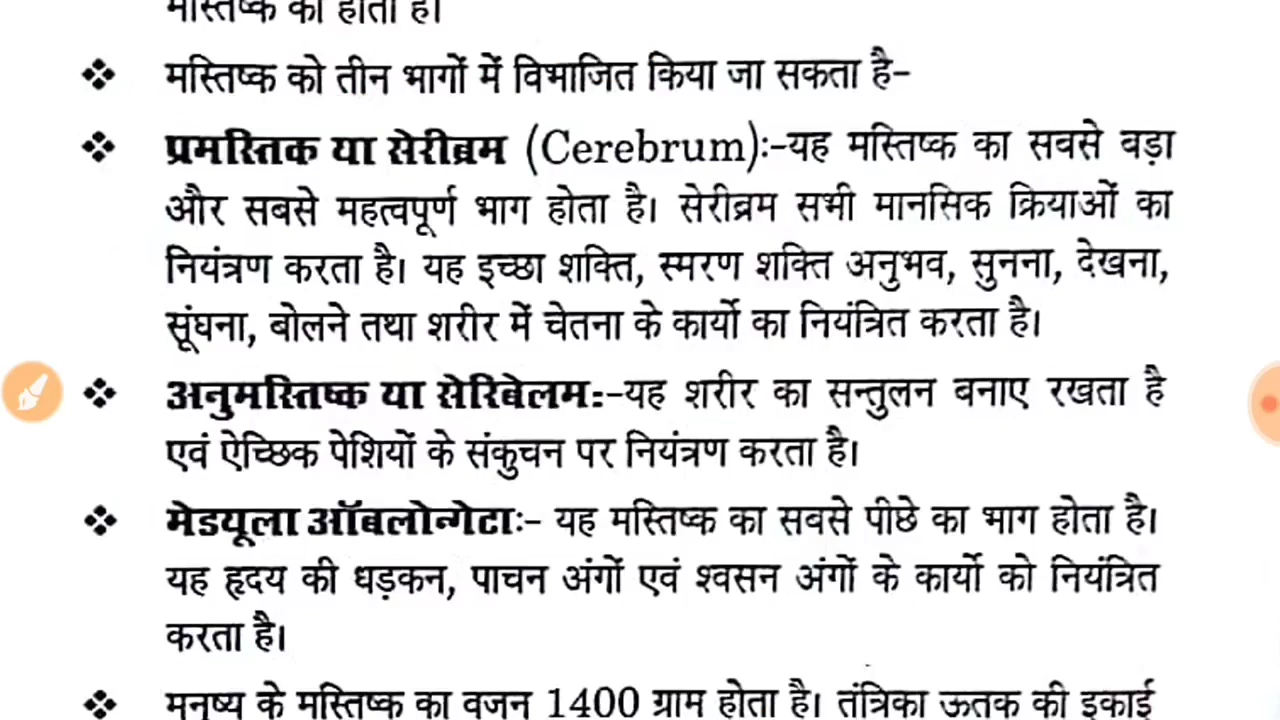 मस्तिष्क का होता है।
❖ मस्तिष्क को तीन भागों में विभाजित किया जा सकता है-
❖ प्रमस्तिक या सेरीब्रम (Cerebrum):-यह मस्तिष्क का सबसे बड़ा
और सबसे महत्वपूर्ण भाग होता है। सेरीब्रम सभी मानसिक क्रियाओं का
नियंत्रण करता है। यह इच्छा शक्ति, स्मरण शक्ति अनुभव, सुनना, देखना,
सूंघना, बोलने तथा शरीर में चेतना के कार्यो का नियंत्रित करता है।
❖ अनुमस्तिष्क या सेरिबेलम:-यह शरीर का सन्तुलन बनाए रखता है
एवं ऐच्छिक पेशियों के संकुचन पर नियंत्रण करता है।
❖ मेडयूला ऑबलोन्गेटा:- यह मस्तिष्क का सबसे पीछे का भाग होता है।
यह हृदय की धड़कन, पाचन अंगों एवं श्वसन अंगों के कार्यो को नियंत्रित
करता है।
❖ मनुष्य के मस्तिष्क का वजन 1400 ग्राम होता है। तंत्रिका ऊतक की इकाई